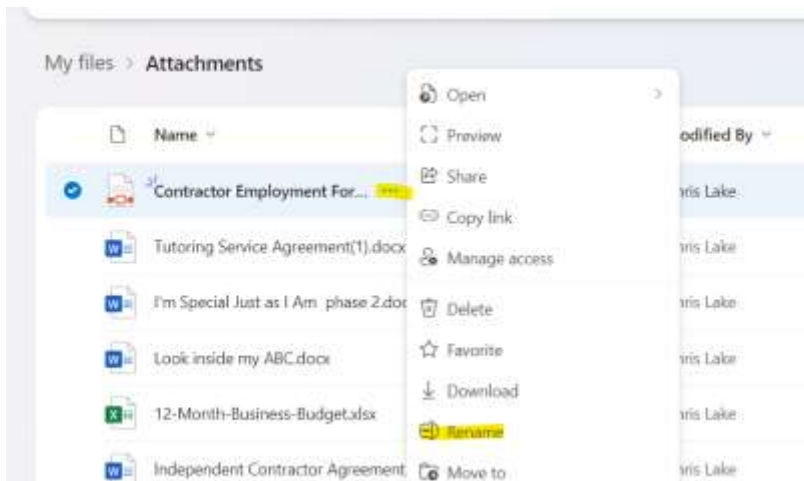 My files > Attachments
Open
Name
odified By
Preview
Share
Contractor Employment For... ...
ris Lake
Copy link
Tutoring Service Agreement(1).docx
ris Lake
Manage access
I'm Special Just as I Am phase 2.doc
ris Lake
Delete
Favorite
Look inside my ABC.docx
ris Lake
Download
12-Month-Business-Budget.xlsx
ris Lake
Rename
Independent Contractor Agreement
Move to
ris Lake